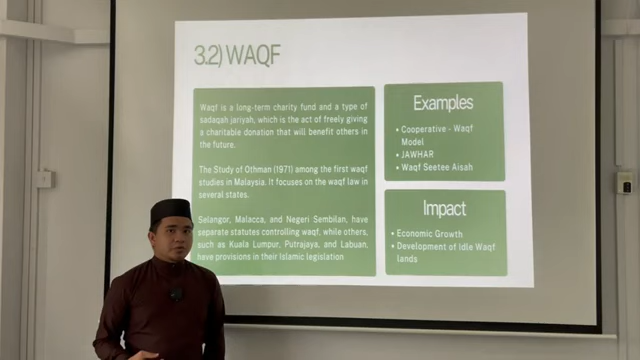 3.2) WAQF
Waqf is a long-term charity fund and a type of
sadaqah jariyah, which is the act of freely giving
a charitable donation that will benefit others in
the future.
The Study of Othman (1971) among the first waqf
studies in Malaysia. It focuses on the waqf law in
several states.
Selangor, Malacca, and Negeri Sembilan, have
separate statutes controlling waqf, while others,
such as Kuala Lumpur, Putrajaya, and Labuan,
have provisions in their Islamic legislation
Examples
• Cooperative - Waqf
Model
• JAWHAR
• Waqf Seetee Aisah
Impact
• Economic Growth
• Development of Idle Waqf
lands